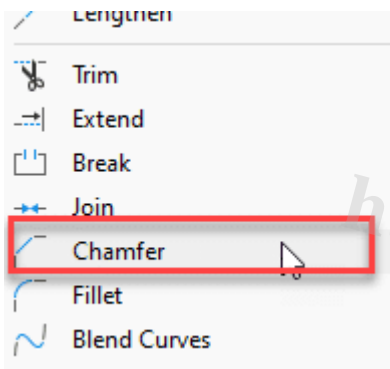 Lengthen
Trim
Extend
Break
Join
Chamfer
Fillet
Blend Curves
h